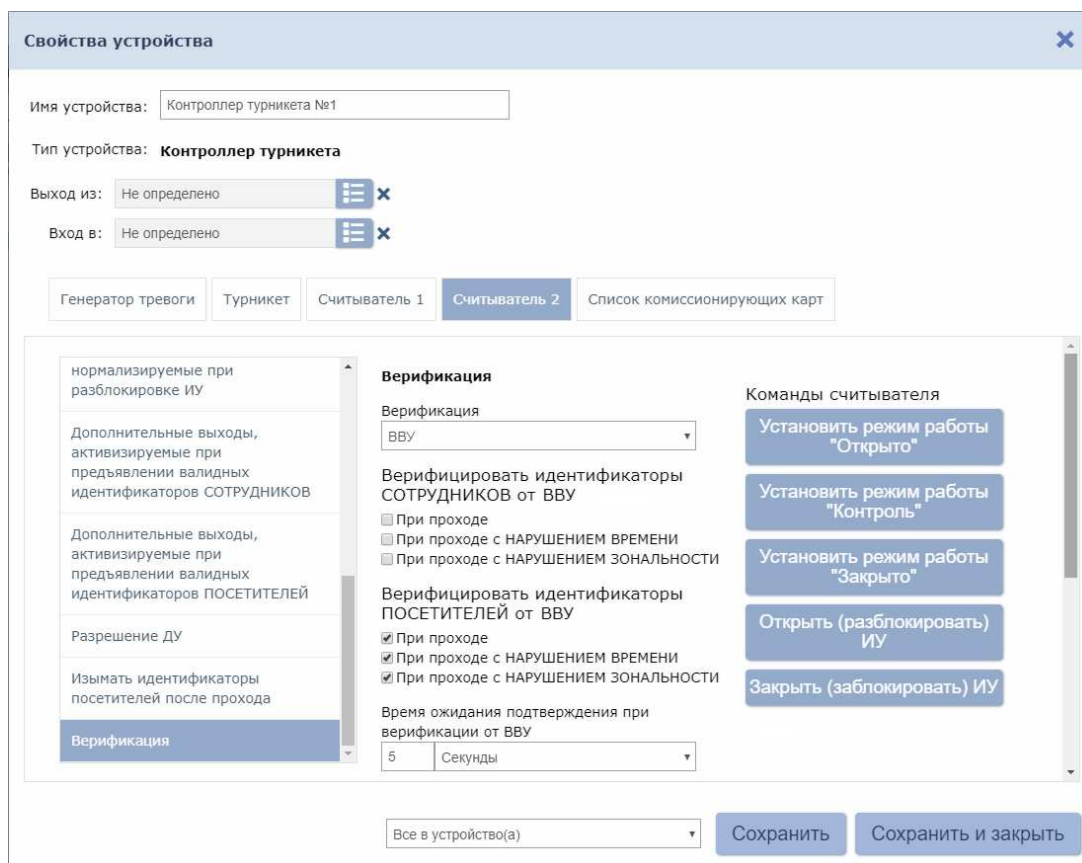 Свойства устройства
Имя устройства: Контроллер турникета №1
Тип устройства: Контроллер турникета
Выход из: Не определено
Вход в: Не определено
Генератор тревоги Турникет Считыватель 1 Считыватель 2 Список комиссионирующих карт
нормализируемые при
разблокировке ИУ
Дополнительные выходы,
активизируемые при
предъявлении валидных
идентификаторов СОТРУДНИКОВ
Дополнительные выходы,
активизируемые при
предъявлении валидных
идентификаторов ПОСЕТИТЕЛЕЙ
Разрешение ДУ
Изымать идентификаторы
посетителей после прохода
Верификация
Верификация
Верификация
ВВУ
Верифицировать идентификаторы
СОТРУДНИКОВ от ВВУ
При проходе
При проходе с НАРУШЕНИЕМ ВРЕМЕНИ
При проходе с НАРУШЕНИЕМ ЗОНАЛЬНОСТИ
Верифицировать идентификаторы
ПОСЕТИТЕЛЕЙ от ВВУ
При проходе
При проходе с НАРУШЕНИЕМ ВРЕМЕНИ
При проходе с НАРУШЕНИЕМ ЗОНАЛЬНОСТИ
Время ожидания подтверждения при
верификации от ВВУ
5 Секунды
Команды считывателя
Установить режим работы
"Открыто"
Установить режим работы
"Контроль"
Установить режим работы
"Закрыто"
Открыть (разблокировать)
ИУ
Закрыть (заблокировать) ИУ
Все в устройство(а) Сохранить Сохранить и закрыть